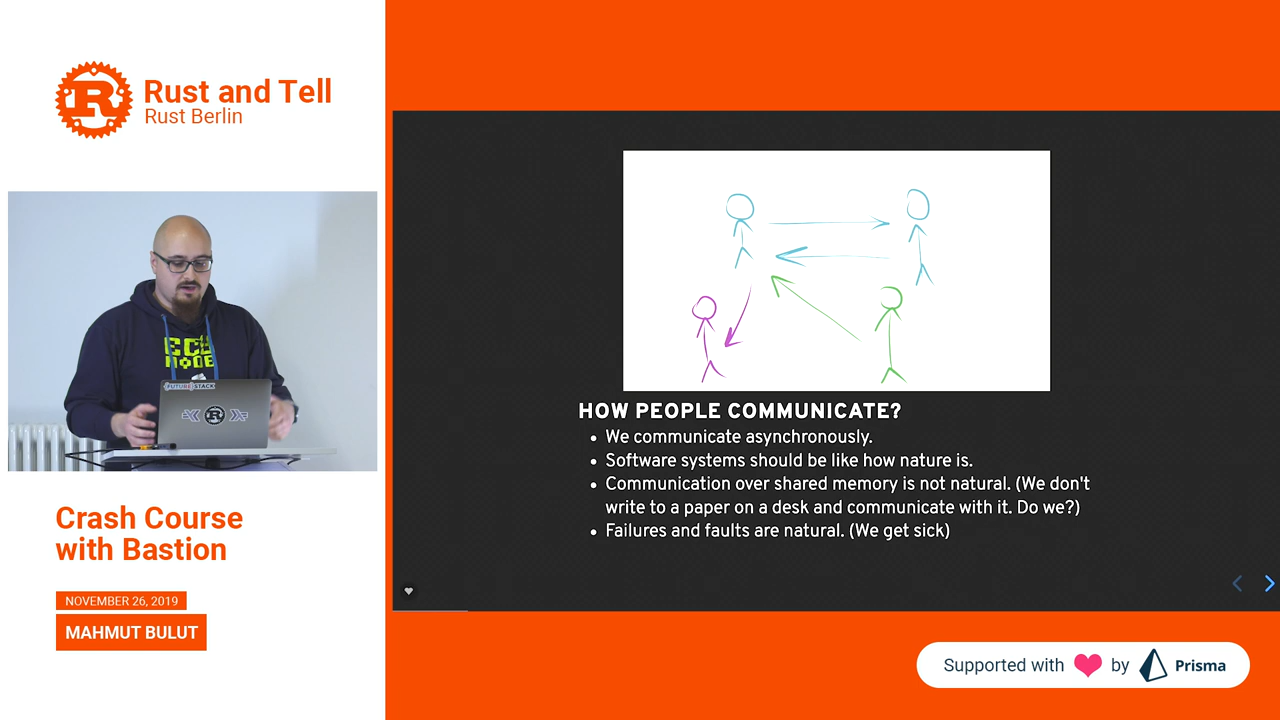 Rust and Tell
Rust Berlin
R
FUTURE STACK
R
Crash Course
with Bastion
NOVEMBER 26, 2019
MAHMUT BULUT
HOW PEOPLE COMMUNICATE?
• We communicate asynchronously.
• Software systems should be like how nature is.
• Communication over shared memory is not natural. (We don't
write to a paper on a desk and communicate with it. Do we?)
• Failures and faults are natural. (We get sick)
Supported with ❤ by Prisma